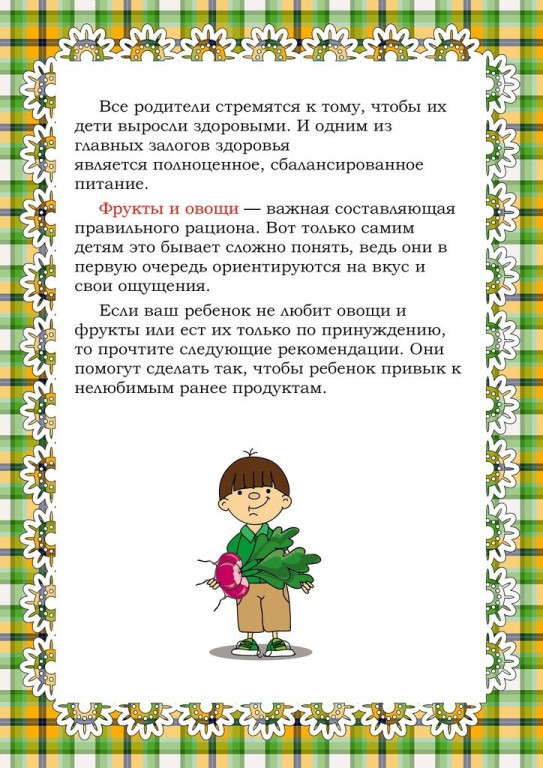 Все родители стремятся к тому, чтобы их
дети выросли здоровыми. И одним из
главных залогов здоровья
является полноценное, сбалансированное
питание.
Фрукты и овощи — важная составляющая
правильного рациона. Вот только самим
детям это бывает сложно понять, ведь они в
первую очередь ориентируются на вкус и
свои ощущения.
Если ваш ребенок не любит овощи и
фрукты или ест их только по принуждению,
то прочтите следующие рекомендации. Они
помогут сделать так, чтобы ребенок привык к
нелюбимым ранее продуктам.